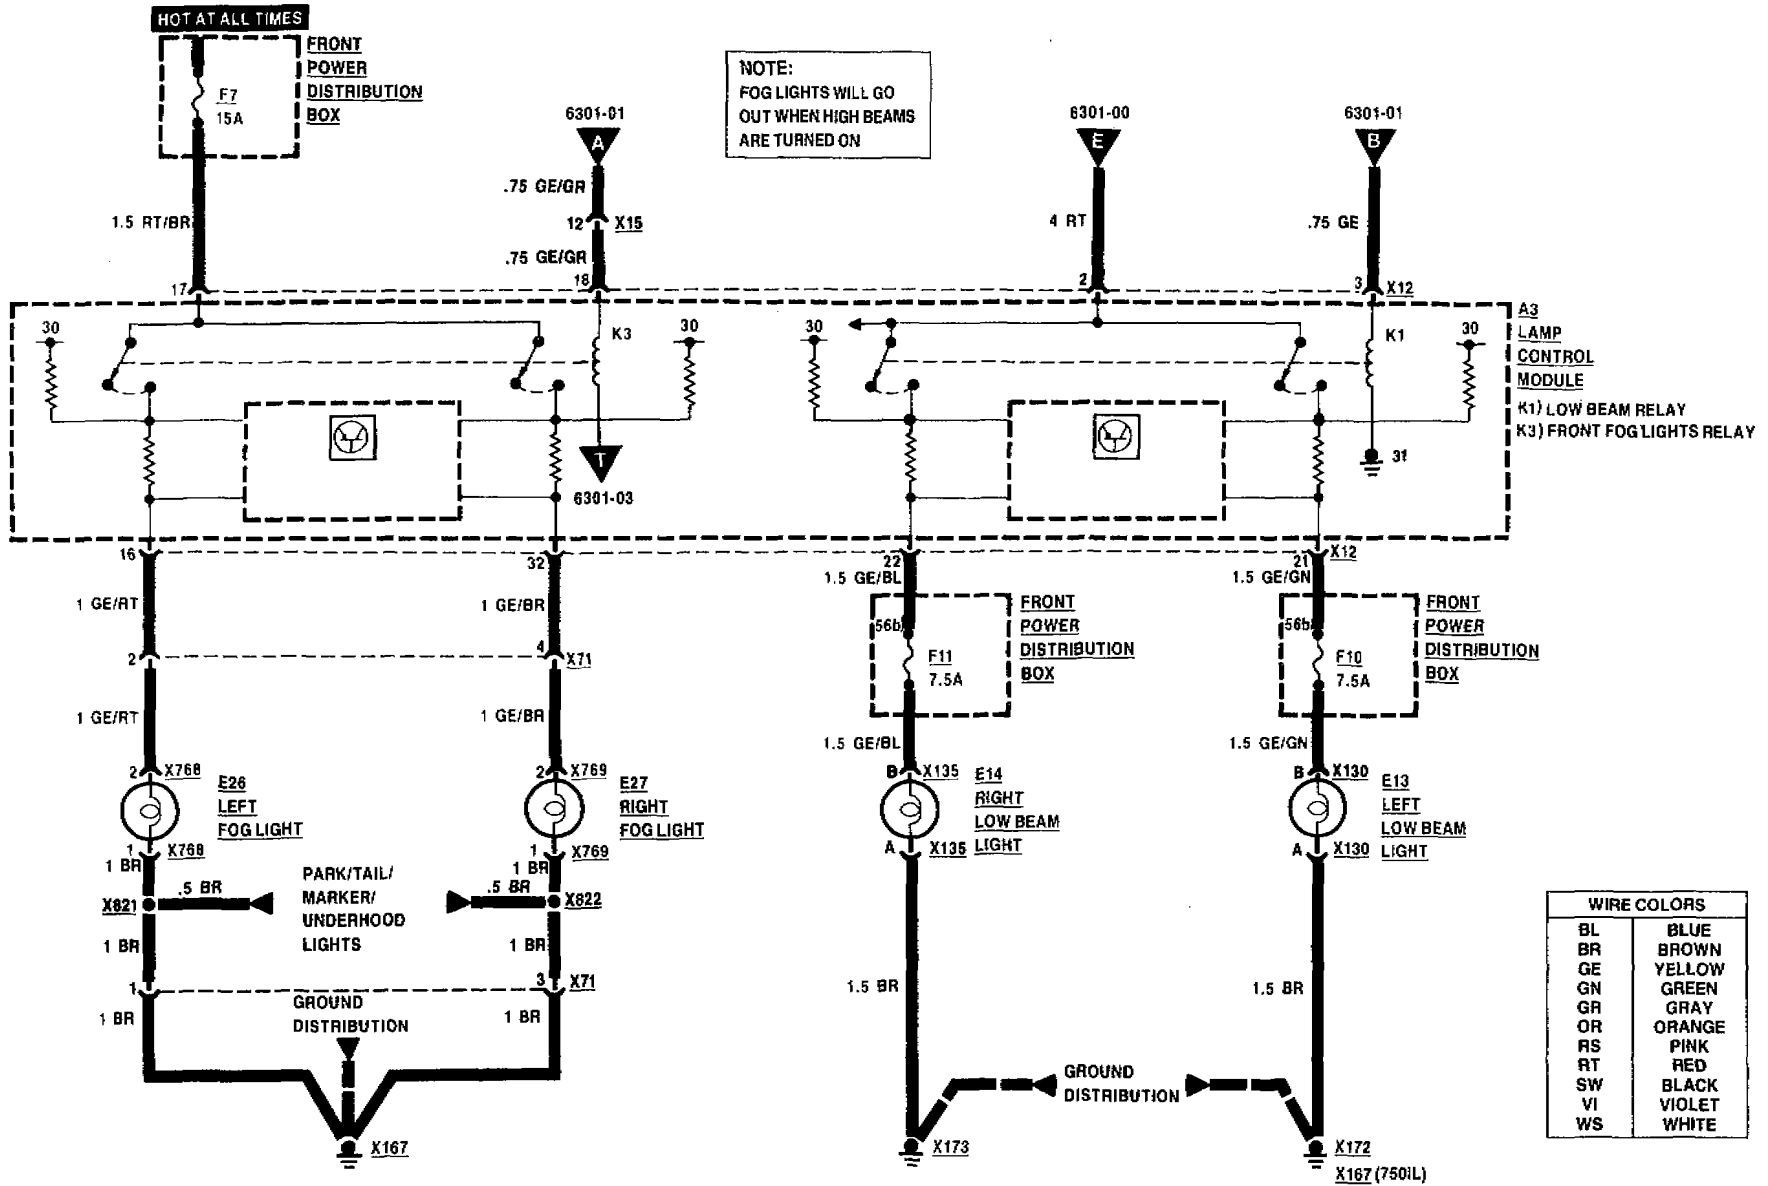 HOT AT ALL TIMES
FRONT
POWER
DISTRIBUTION
BOX
F7
15A
NOTE:
FOG LIGHTS WILL GO
OUT WHEN HIGH BEAMS
ARE TURNED ON
6301-01
A
6301-00
E
6301-01
B
.75 GE/GR
12
X15
.75 GE/GR
1.5 RT/BR
4 RT
.75 GE
17
18
2
3
X12
30
K3
30
30
K1
30
A3
LAMP
CONTROL
MODULE
K1) LOW BEAM RELAY
K3) FRONT FOG LIGHTS RELAY
T
6301-03
31
16
32
22
21
X12
1 GE/RT
1 GE/BR
1.5 GE/BL
1.5 GE/GN
2
4
X71
56b
F11
7.5A
FRONT
POWER
DISTRIBUTION
BOX
56b
F10
7.5A
FRONT
POWER
DISTRIBUTION
BOX
1 GE/RT
1 GE/BR
1.5 GE/BL
1.5 GE/GN
2
X768
E26
LEFT
FOG LIGHT
1
X768
2
X769
E27
RIGHT
FOG LIGHT
1
X769
B
X135
E14
RIGHT
LOW BEAM
LIGHT
A
X135
B
X130
E13
LEFT
LOW BEAM
LIGHT
A
X130
1 BR
X821
.5 BR
PARK/TAIL/
MARKER/
UNDERHOOD
LIGHTS
1 BR
.5 BR
X822
1 BR
1 BR
1
3
X71
1 BR
1 BR
GROUND
DISTRIBUTION
X167
1.5 BR
1.5 BR
GROUND
DISTRIBUTION
X173
X172
X167 (750IL)
WIRE COLORS
BL BLUE
BR BROWN
GE YELLOW
GN GREEN
GR GRAY
OR ORANGE
RS PINK
RT RED
SW BLACK
VI VIOLET
WS WHITE